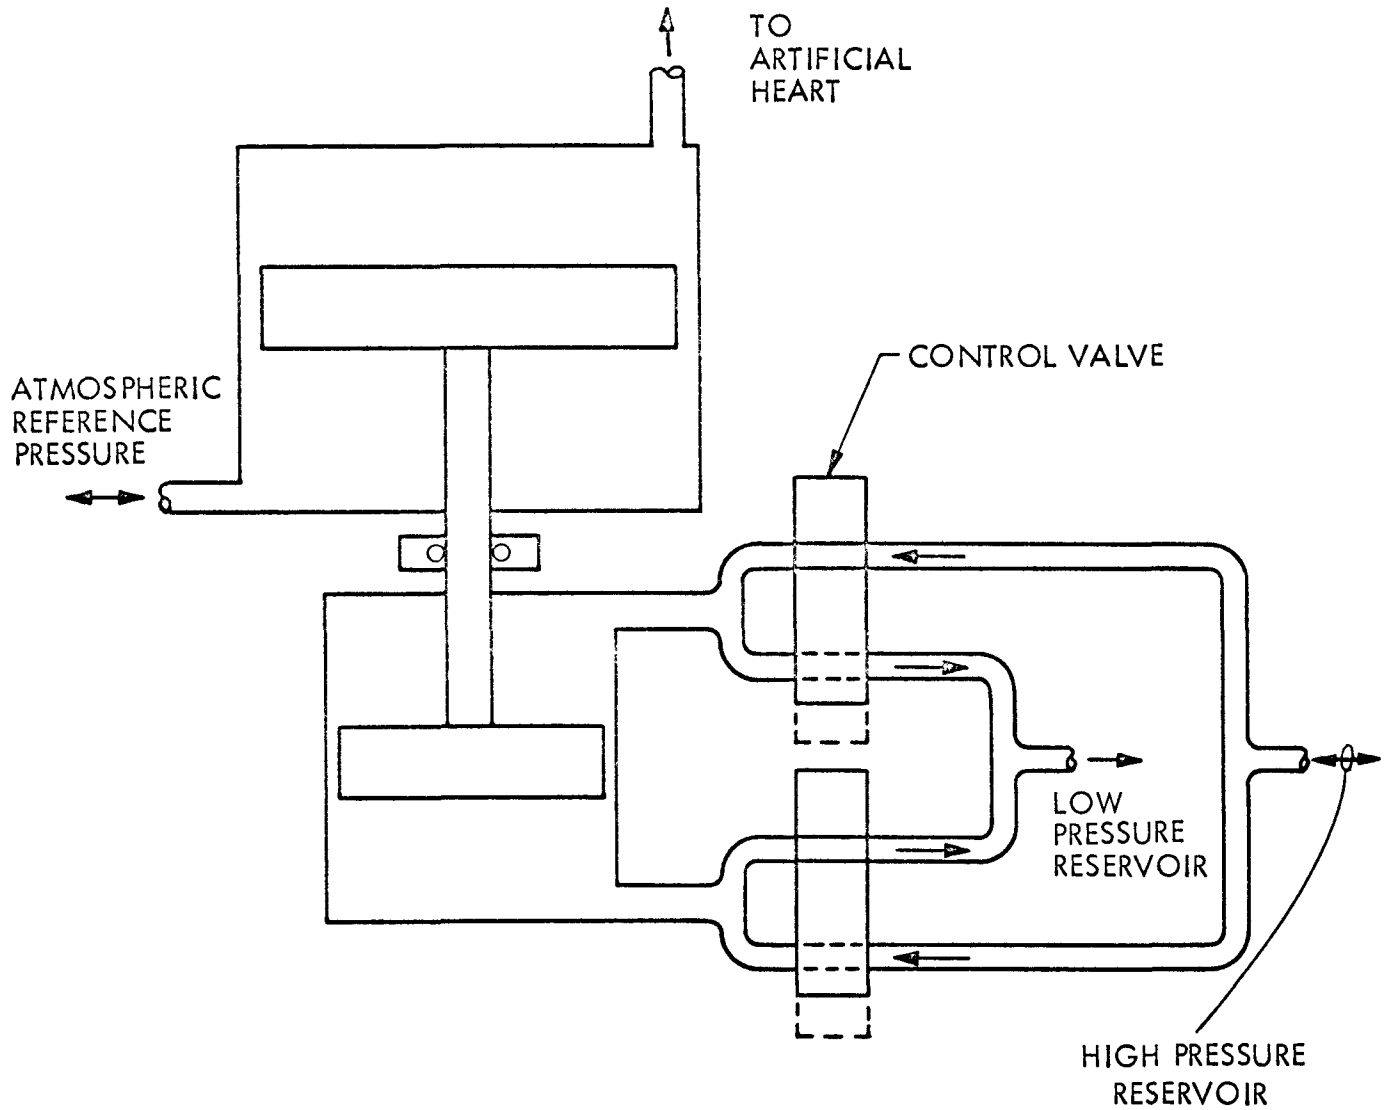 TO
ARTIFICIAL
HEART
CONTROL VALVE
ATMOSPHERIC
REFERENCE
PRESSURE
LOW
PRESSURE
RESERVOIR
HIGH PRESSURE
RESERVOIR